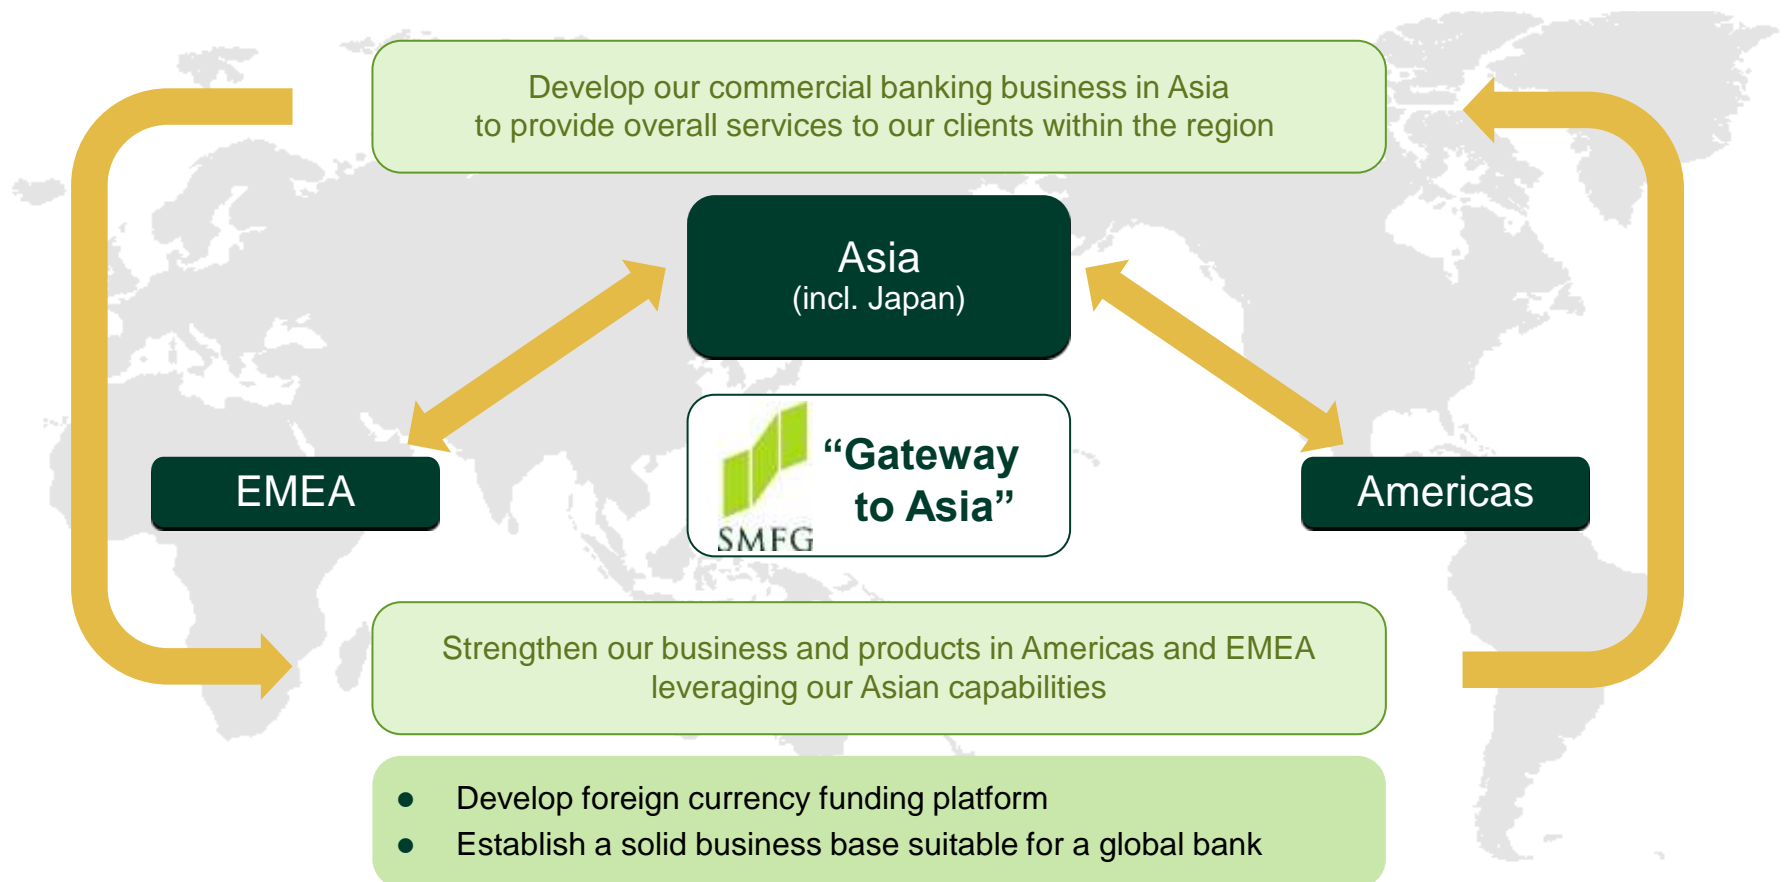 Develop our commercial banking business in Asia
to provide overall services to our clients within the region
Asia
(incl. Japan)
“Gateway
to Asia”
SMFG
EMEA
Americas
Strengthen our business and products in Americas and EMEA
leveraging our Asian capabilities
● Develop foreign currency funding platform
● Establish a solid business base suitable for a global bank